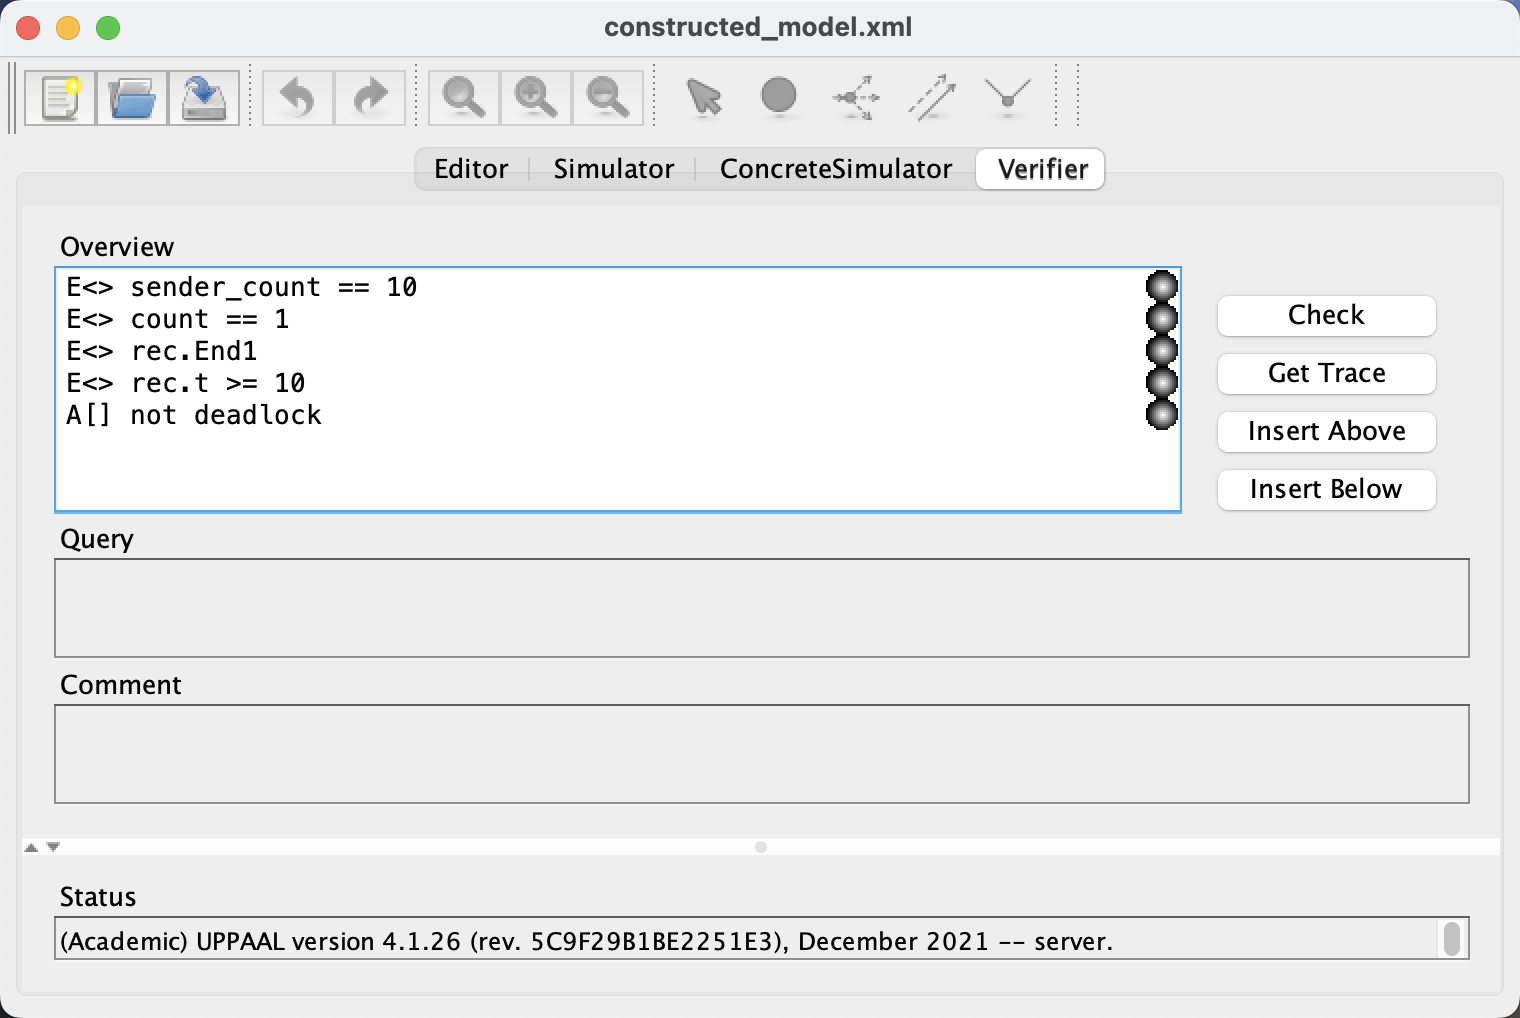 constructed_model.xml
Editor Simulator ConcreteSimulator Verifier
Overview
E<> sender_count == 10
E<> count == 1
E<> rec.End1
E<> rec.t >= 10
A[] not deadlock
Check
Get Trace
Insert Above
Insert Below
Query
Comment
Status
(Academic) UPPAAL version 4.1.26 (rev. 5C9F29B1BE2251E3), December 2021 -- server.